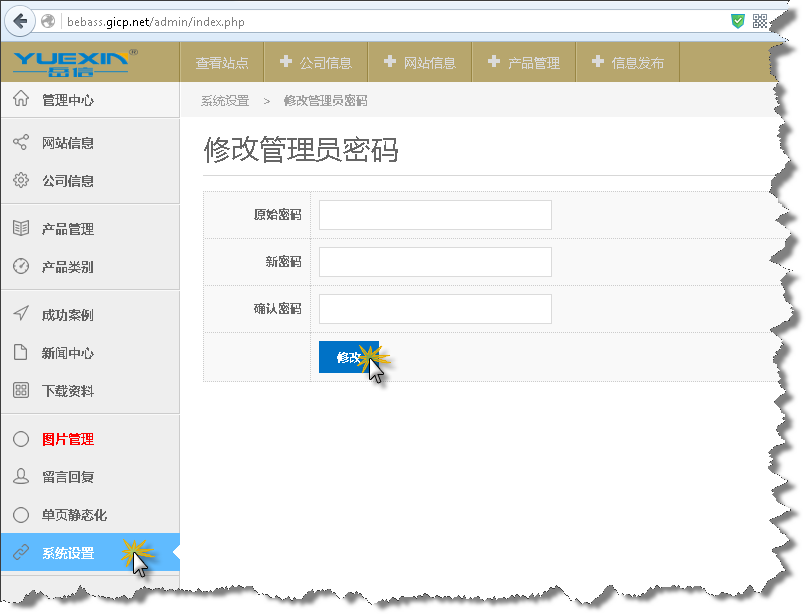 bebass.gicp.net/admin/index.php
YUEXIN®
岳信
查看站点
公司信息
网站信息
产品管理
信息发布
管理中心
系统设置 > 修改管理员密码
网站信息
公司信息
产品管理
产品类别
成功案例
新闻中心
下载资料
图片管理
留言回复
单页静态化
系统设置
修改管理员密码
原始密码
新密码
确认密码
修改